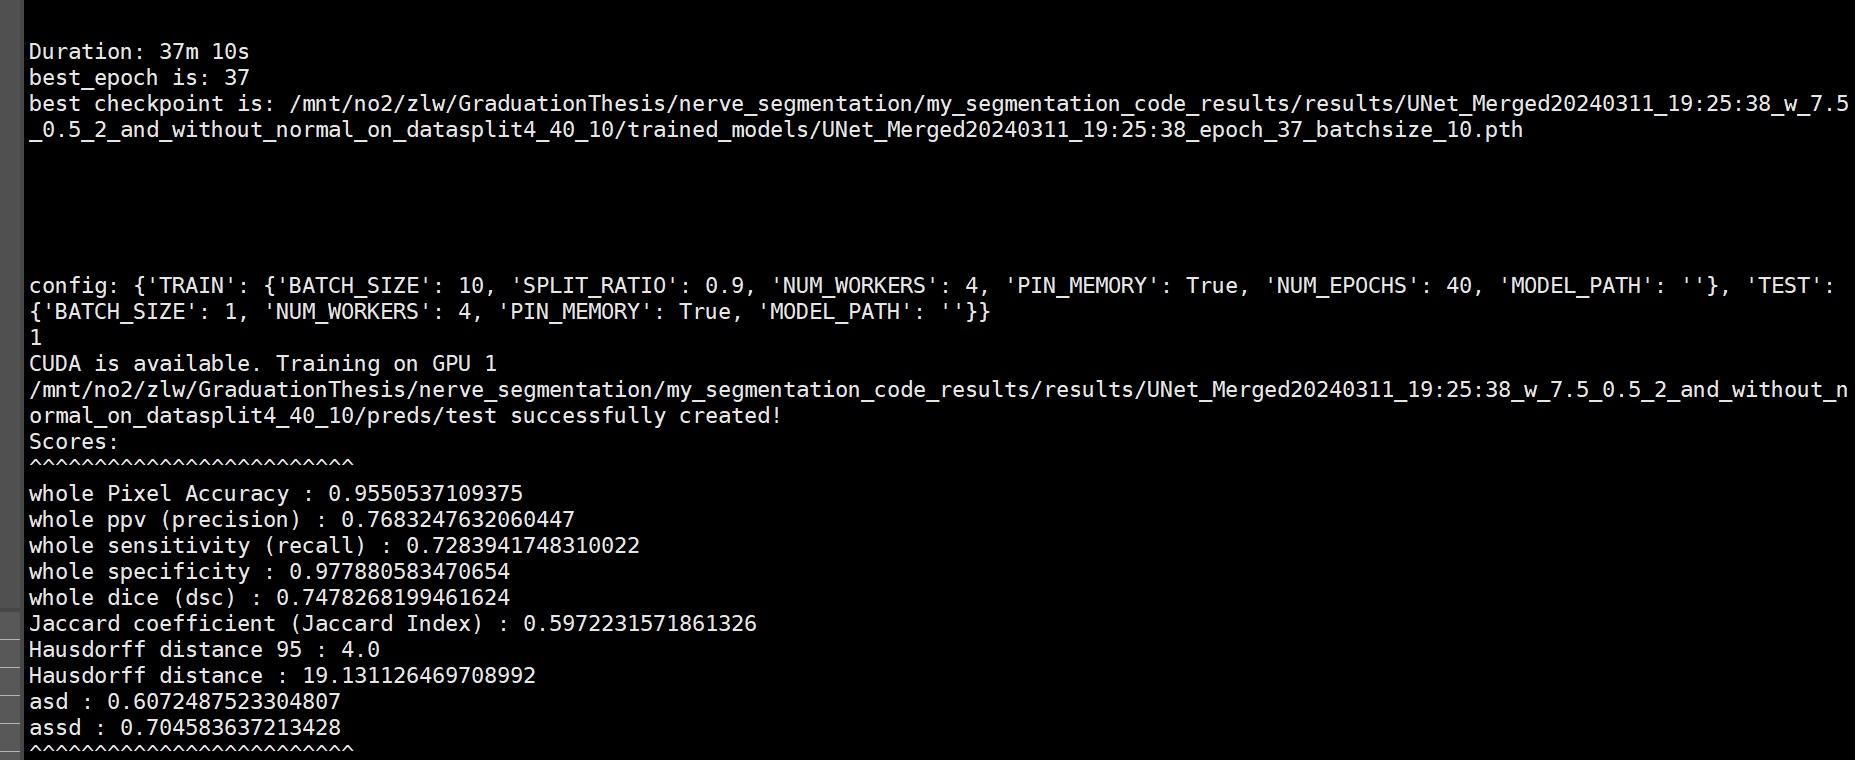 Duration: 37m 10s
best_epoch is: 37
best checkpoint is: /mnt/no2/zlw/GraduationThesis/nerve_segmentation/my_segmentation_code_results/results/UNet_Merged20240311_19:25:38_w_7.5
_0.5_2_and_without_normal_on_datasplit4_40_10/trained_models/UNet_Merged20240311_19:25:38_epoch_37_batchsize_10.pth
config: {'TRAIN': {'BATCH_SIZE': 10, 'SPLIT_RATIO': 0.9, 'NUM_WORKERS': 4, 'PIN_MEMORY': True, 'NUM_EPOCHS': 40, 'MODEL_PATH': ''}, 'TEST':
{'BATCH_SIZE': 1, 'NUM_WORKERS': 4, 'PIN_MEMORY': True, 'MODEL_PATH': ''}}
1
CUDA is available. Training on GPU 1
/mnt/no2/zlw/GraduationThesis/nerve_segmentation/my_segmentation_code_results/results/UNet_Merged20240311_19:25:38_w_7.5_0.5_2_and_without_n
ormal_on_datasplit4_40_10/preds/test successfully created!
Scores:
^^^^^^^^^^^^^^^^^^^^^^^^^
whole Pixel Accuracy : 0.9550537109375
whole ppv (precision) : 0.7683247632060447
whole sensitivity (recall) : 0.7283941748310022
whole specificity : 0.977880583470654
whole dice (dsc) : 0.7478268199461624
Jaccard coefficient (Jaccard Index) : 0.5972231571861326
Hausdorff distance 95 : 4.0
Hausdorff distance : 19.131126469708992
asd : 0.6072487523304807
assd : 0.704583637213428
^^^^^^^^^^^^^^^^^^^^^^^^^